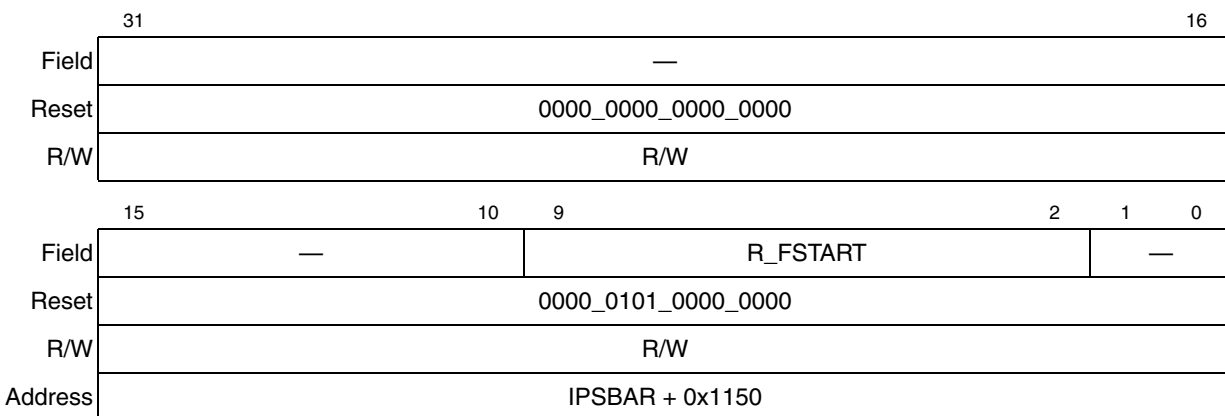 31 16
Field —
Reset 0000_0000_0000_0000
R/W R/W
15 10 9 2 1 0
Field — R_FSTART —
Reset 0000_0101_0000_0000
R/W R/W
Address IPSBAR + 0x1150